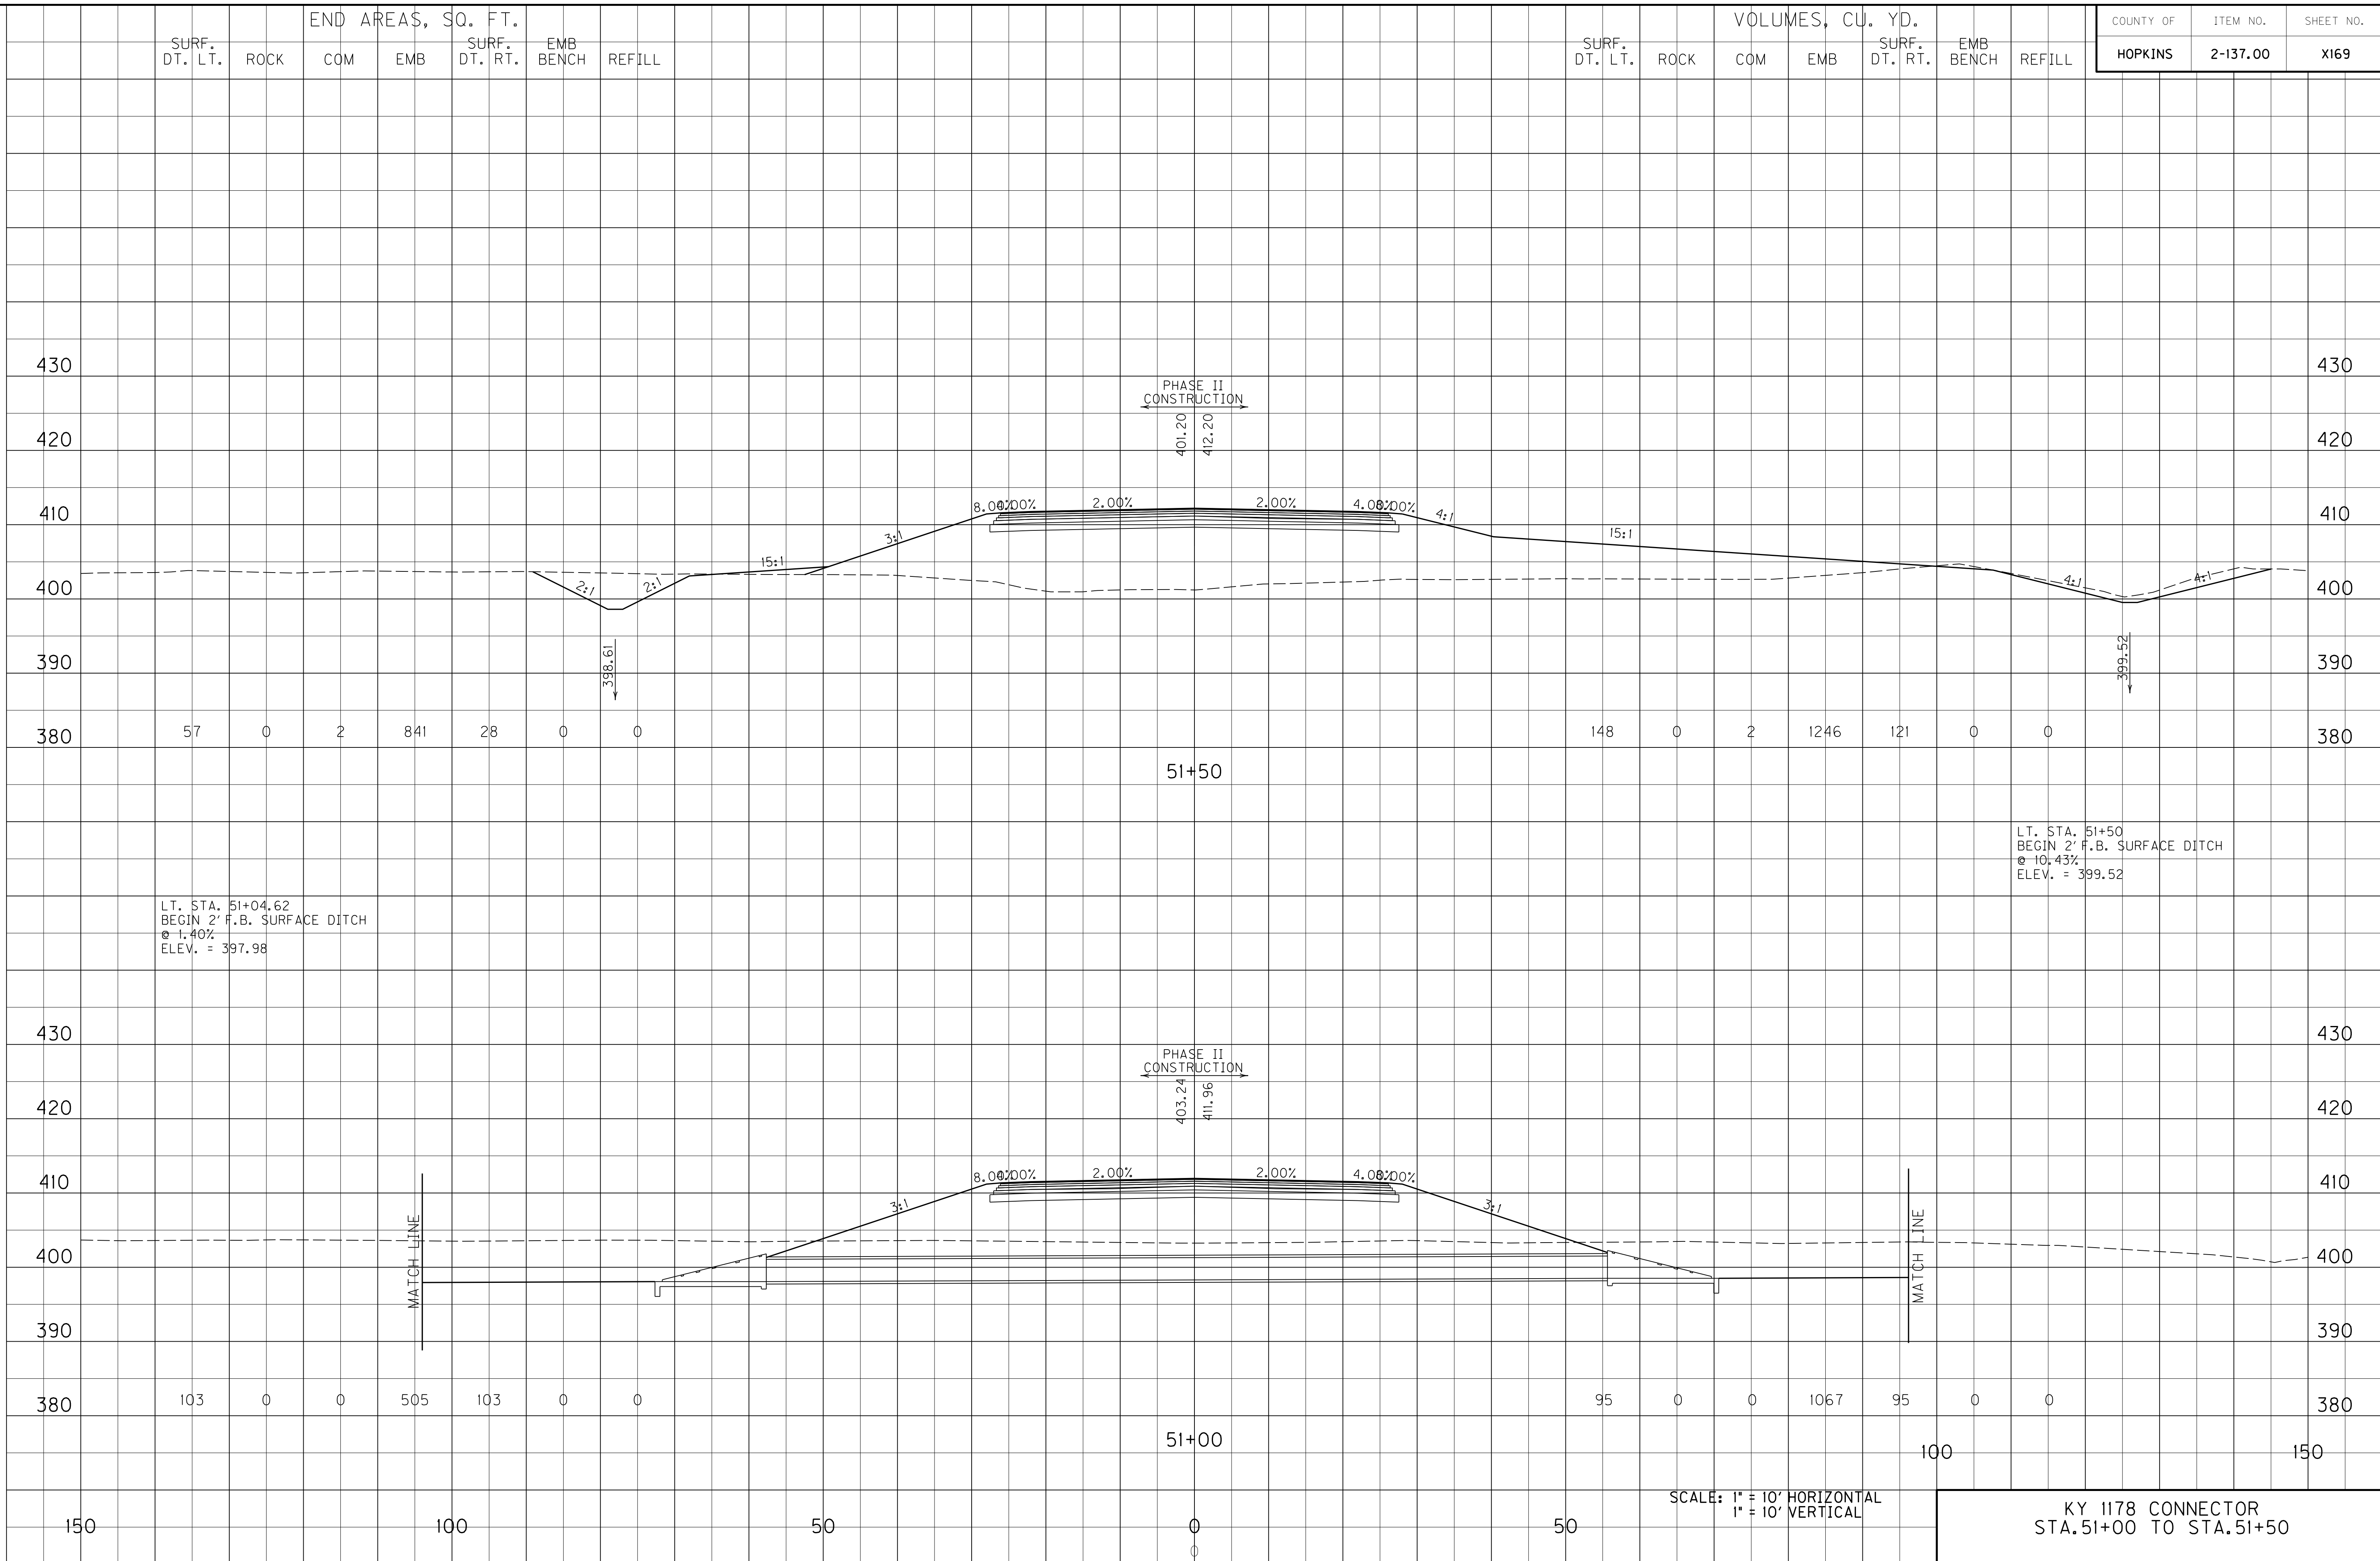 END AREAS, SQ. FT.
SURF. DT. LT. ROCK COM EMB SURF. DT. RT. EMB BENCH REFILL
VOLUMES, CU. YD.
SURF. DT. LT. ROCK COM EMB SURF. DT. RT. EMB BENCH REFILL
COUNTY OF ITEM NO. SHEET NO.
HOPKINS 2-137.00 X169
430 430
PHASE II
CONSTRUCTION
401.20 412.20
420 420
8.00% 4.00% 2.00% 2.00% 4.00% 8.00%
410 410
3:1 4:1
15:1 15:1
2:1 2:1 4:1 4:1
400 400
398.61 399.52
390 390
57 0 2 841 28 0 0 148 0 2 1246 121 0 0
380 380
51+50
LT. STA. 51+50
BEGIN 2' F.B. SURFACE DITCH
@ 10.43%
ELEV. = 399.52
LT. STA. 51+04.62
BEGIN 2' F.B. SURFACE DITCH
@ 1.40%
ELEV. = 397.98
430 430
PHASE II
CONSTRUCTION
403.24 411.96
420 420
8.00% 4.00% 2.00% 2.00% 4.00% 8.00%
410 410
3:1 3:1
MATCH LINE MATCH LINE
400 400
390 390
103 0 0 505 103 0 0 95 0 0 1067 95 0 0
380 380
51+00
100 150
SCALE: 1" = 10' HORIZONTAL
1" = 10' VERTICAL
150 100 50 0 50
0
KY 1178 CONNECTOR
STA.51+00 TO STA.51+50